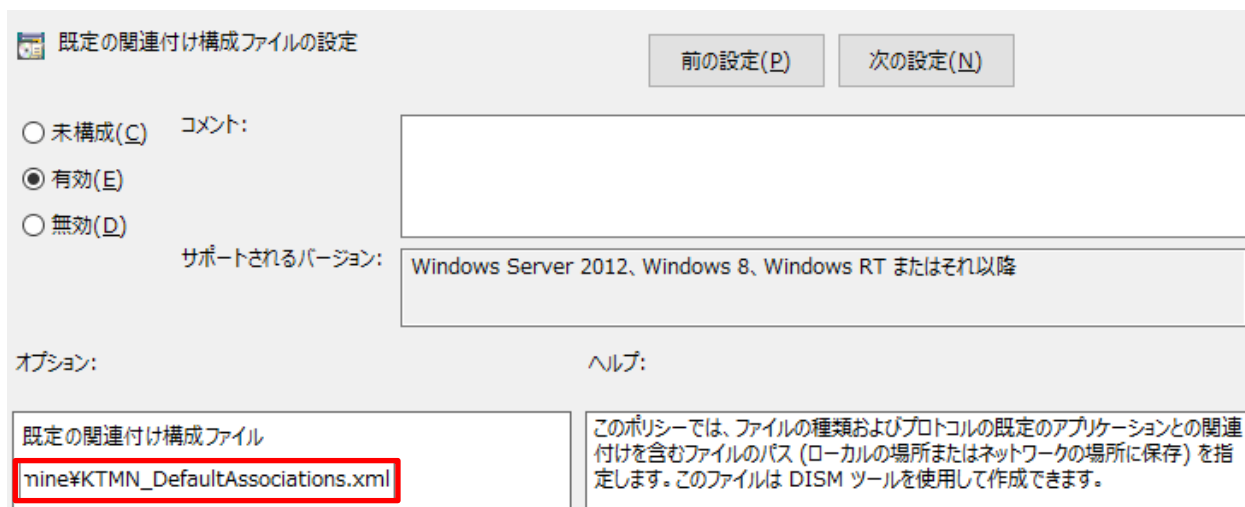 既定の関連付け構成ファイルの設定
前の設定(P)
次の設定(N)
未構成(C)
コメント:
有効(E)
無効(D)
サポートされるバージョン:
Windows Server 2012、Windows 8、Windows RT またはそれ以降
オプション:
ヘルプ:
既定の関連付け構成ファイル
mine¥KTMN_DefaultAssociations.xml
このポリシーでは、ファイルの種類およびプロトコルの既定のアプリケーションとの関連
付けを含むファイルのパス (ローカルの場所またはネットワークの場所に保存) を指
定します。このファイルは DISM ツールを使用して作成できます。